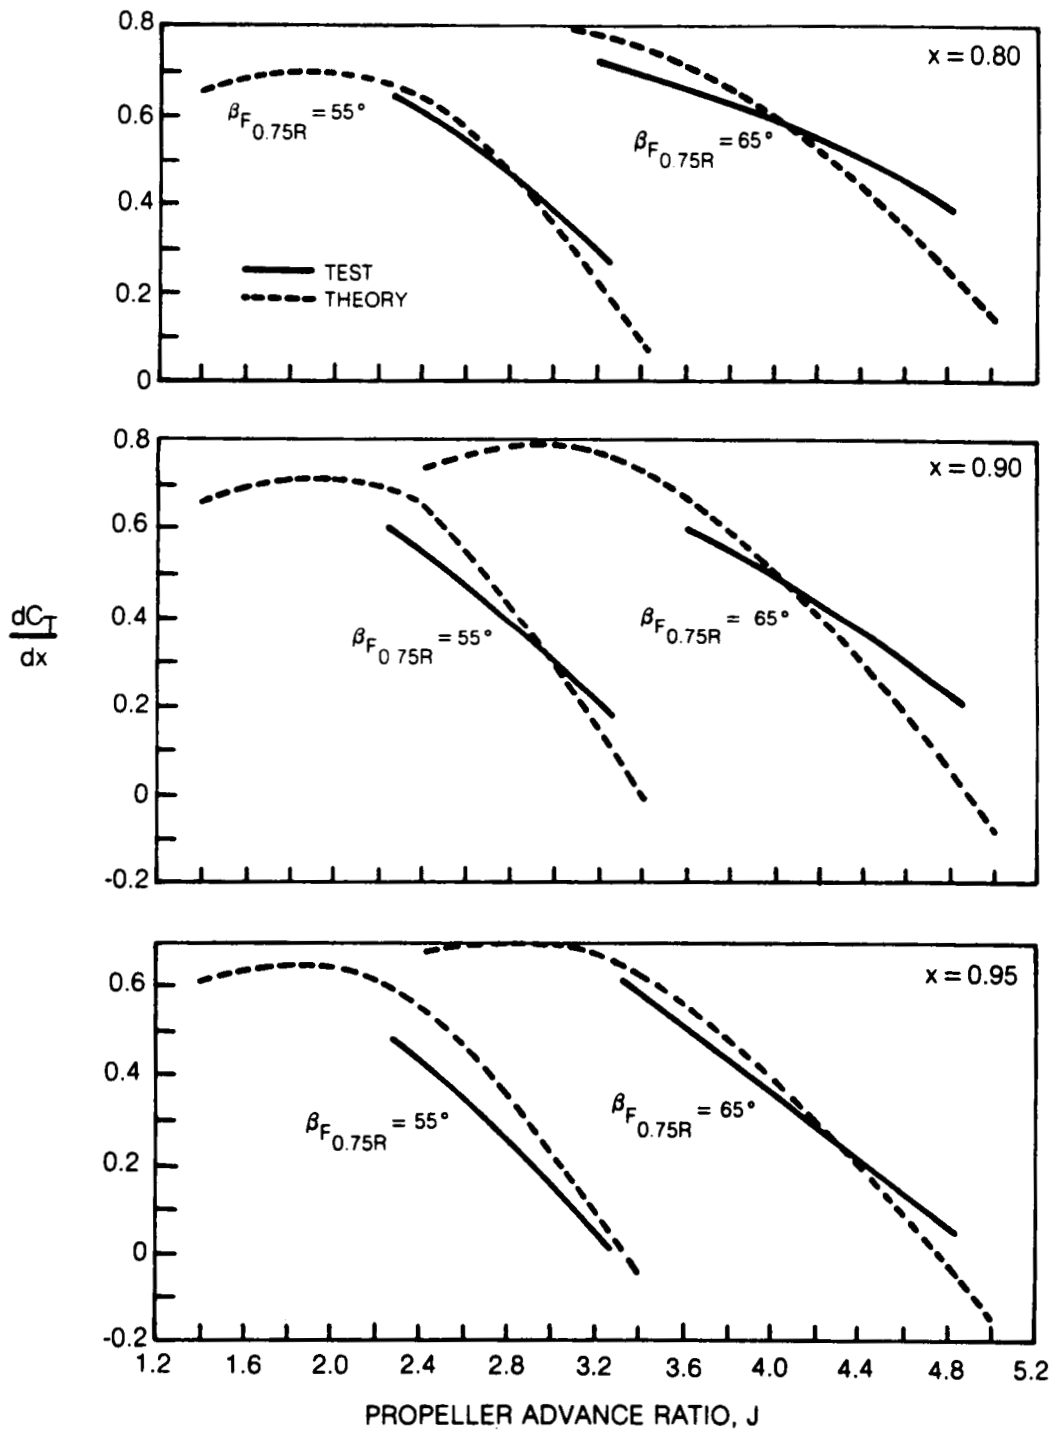 0.8
0.6
0.4
0.2
0
x = 0.80
βF0.75R = 55°
βF0.75R = 65°
TEST
THEORY
0.8
0.6
0.4
0.2
0
-0.2
x = 0.90
βF0 75R = 55°
βF0.75R = 65°
dCT
dx
0.6
0.4
0.2
0
-0.2
x = 0.95
βF0.75R = 55°
βF0.75R = 65°
1.2 1.6 2.0 2.4 2.8 3.2 3.6 4.0 4.4 4.8 5.2
PROPELLER ADVANCE RATIO, J